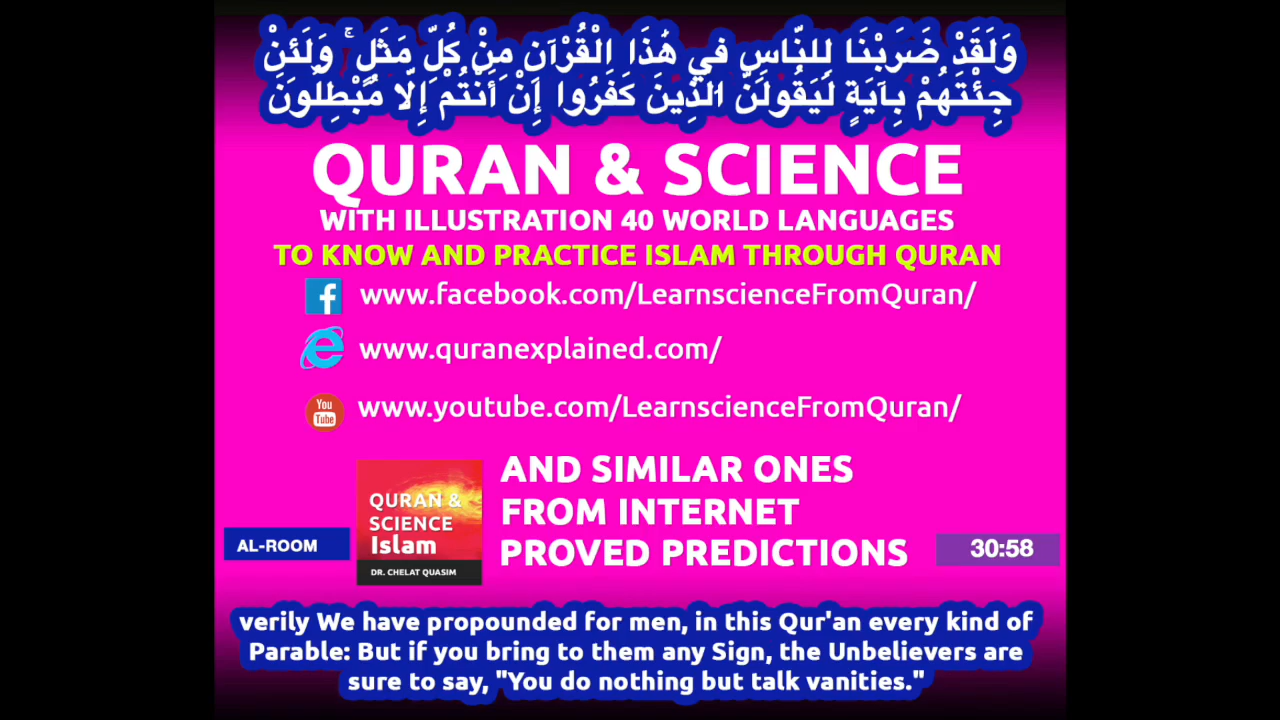 وَلَقَدْ ضَرَبْنَا لِلنَّاسِ فِي هَٰذَا الْقُرْآنِ مِنْ كُلِّ مَثَلٍ ۚ وَلَئِنْ
جِئْتَهُمْ بِآيَةٍ لَيَقُولَنَّ الَّذِينَ كَفَرُوا إِنْ أَنْتُمْ إِلَّا مُبْطِلُونَ
QURAN & SCIENCE
WITH ILLUSTRATION 40 WORLD LANGUAGES
TO KNOW AND PRACTICE ISLAM THROUGH QURAN
f www.facebook.com/LearnscienceFromQuran/
www.quranexplained.com/
You
Tube
www.youtube.com/LearnscienceFromQuran/
AND SIMILAR ONES
FROM INTERNET
PROVED PREDICTIONS
QURAN &
SCIENCE
Islam
DR. CHELAT QUASIM
AL-ROOM
30:58
verily We have propounded for men, in this Qur'an every kind of
Parable: But if you bring to them any Sign, the Unbelievers are
sure to say, "You do nothing but talk vanities."